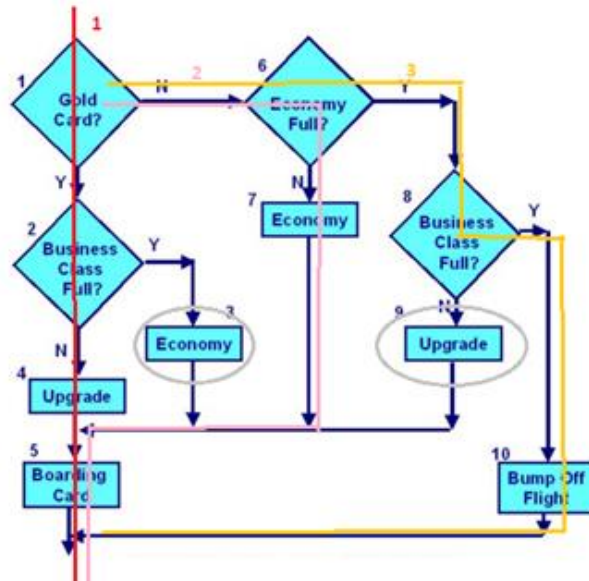 1
1
Gold
Card?
N
2
6
Economy
Full?
3
Y
Y
N
7
Economy
8
Business
Class
Full?
Y
2
Business
Class
Full?
Y
3
Economy
N
9
Upgrade
N
4
Upgrade
5
Boarding
Card
10
Bump Off
Flight